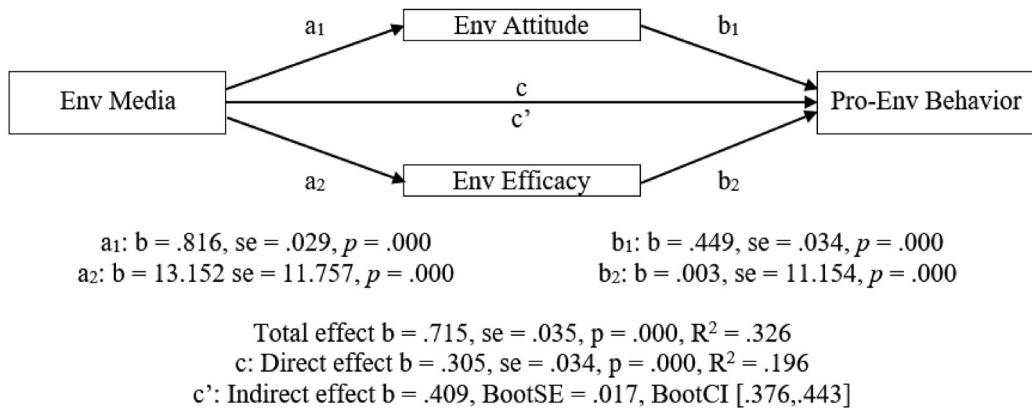 a₁
Env Attitude
b₁
Env Media
c
c’
Pro-Env Behavior
a₂
Env Efficacy
b₂
a₁: b = .816, se = .029, p = .000
b₁: b = .449, se = .034, p = .000
a₂: b = 13.152 se = 11.757, p = .000
b₂: b = .003, se = 11.154, p = .000
Total effect b = .715, se = .035, p = .000, R² = .326
c: Direct effect b = .305, se = .034, p = .000, R² = .196
c’: Indirect effect b = .409, BootSE = .017, BootCI [.376,.443]